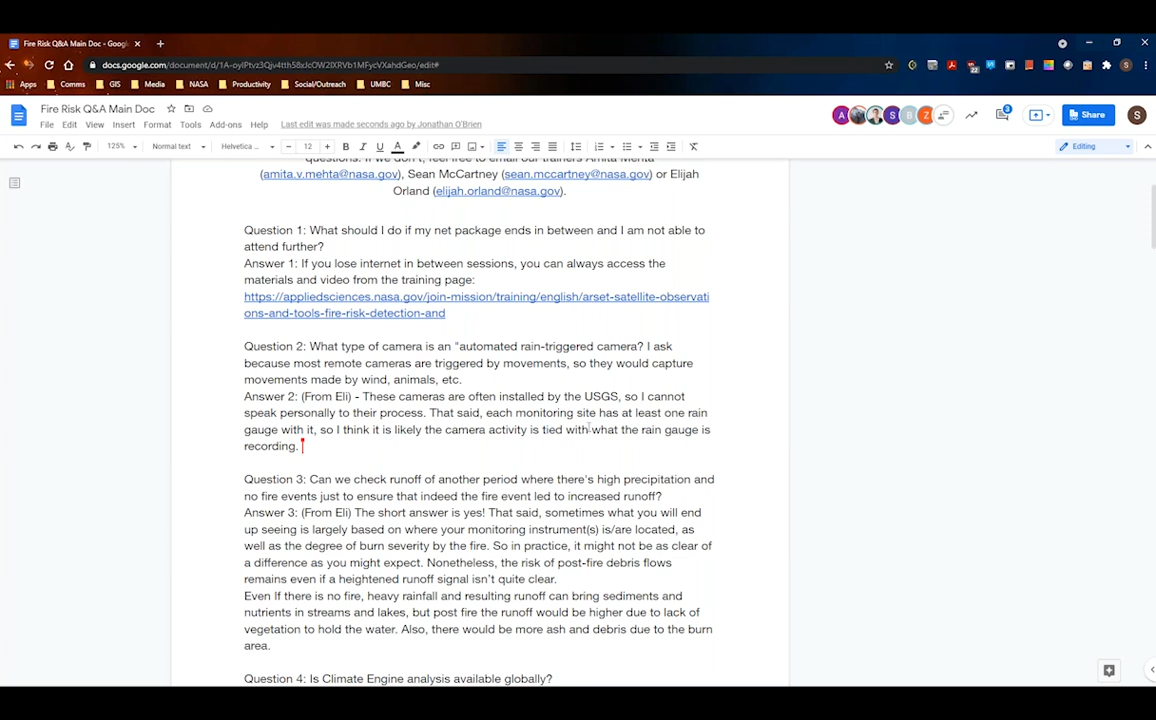 Fire Risk Q&A Main Doc - Googl
docs.google.com/document/d/
Apps Comms GIS Media NASA Productivity Social/Outreach UMBC Misc
Fire Risk Q&A Main Doc
File Edit View Insert Format Tools Add-ons Help Last edit was made seconds ago by Jonathan O'Brien
A S B Z 3 Share S
125% Normal text Helvetica ... 12 B I U A Editing
questions. If we don't, feel free to email our trainers Amita Mehta
(amita.v.mehta@nasa.gov), Sean McCartney (sean.mccartney@nasa.gov) or Elijah
Orland (elijah.orland@nasa.gov).
Question 1: What should I do if my net package ends in between and I am not able to
attend further?
Answer 1: If you lose internet in between sessions, you can always access the
materials and video from the training page:
https://appliedsciences.nasa.gov/join-mission/training/english/arset-satellite-observati
ons-and-tools-fire-risk-detection-and
Question 2: What type of camera is an “automated rain-triggered camera? I ask
because most remote cameras are triggered by movements, so they would capture
movements made by wind, animals, etc.
Answer 2: (From Eli) - These cameras are often installed by the USGS, so I cannot
speak personally to their process. That said, each monitoring site has at least one rain
gauge with it, so I think it is likely the camera activity is tied with what the rain gauge is
recording.
Question 3: Can we check runoff of another period where there's high precipitation and
no fire events just to ensure that indeed the fire event led to increased runoff?
Answer 3: (From Eli) The short answer is yes! That said, sometimes what you will end
up seeing is largely based on where your monitoring instrument(s) is/are located, as
well as the degree of burn severity by the fire. So in practice, it might not be as clear of
a difference as you might expect. Nonetheless, the risk of post-fire debris flows
remains even if a heightened runoff signal isn't quite clear.
Even If there is no fire, heavy rainfall and resulting runoff can bring sediments and
nutrients in streams and lakes, but post fire the runoff would be higher due to lack of
vegetation to hold the water. Also, there would be more ash and debris due to the burn
area.
Question 4: Is Climate Engine analysis available globally?